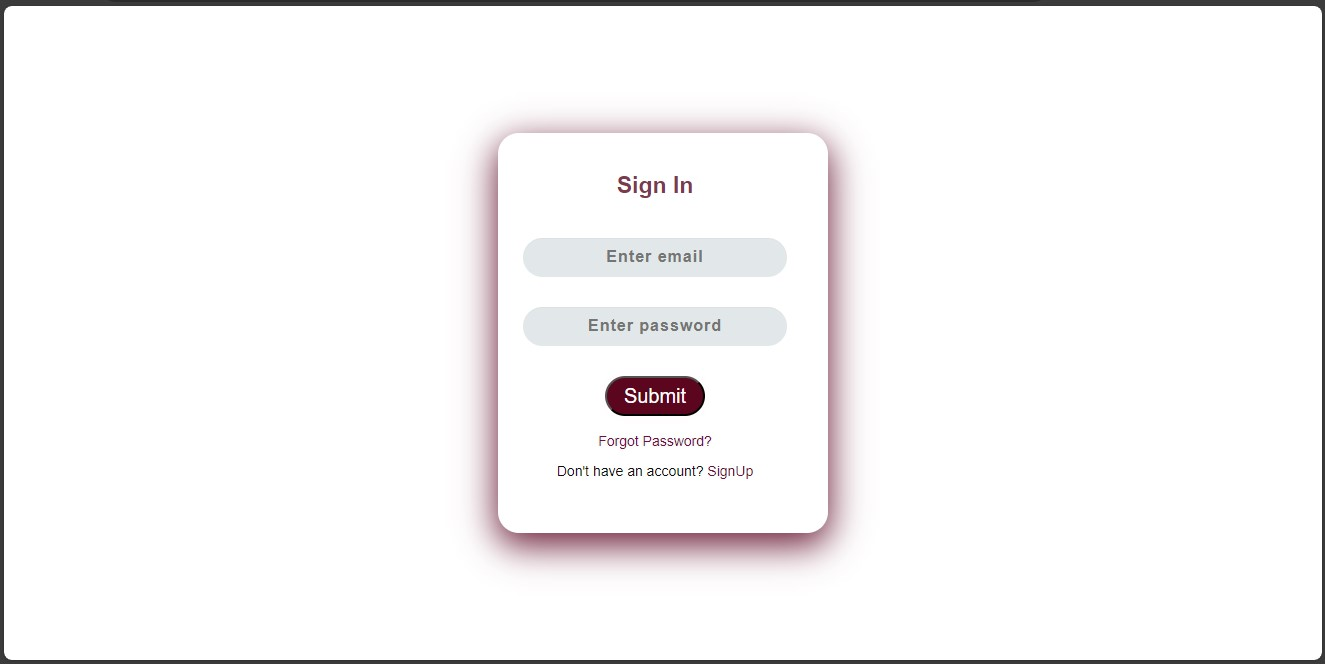 Sign In
Enter email
Enter password
Submit
Forgot Password?
Don't have an account? SignUp